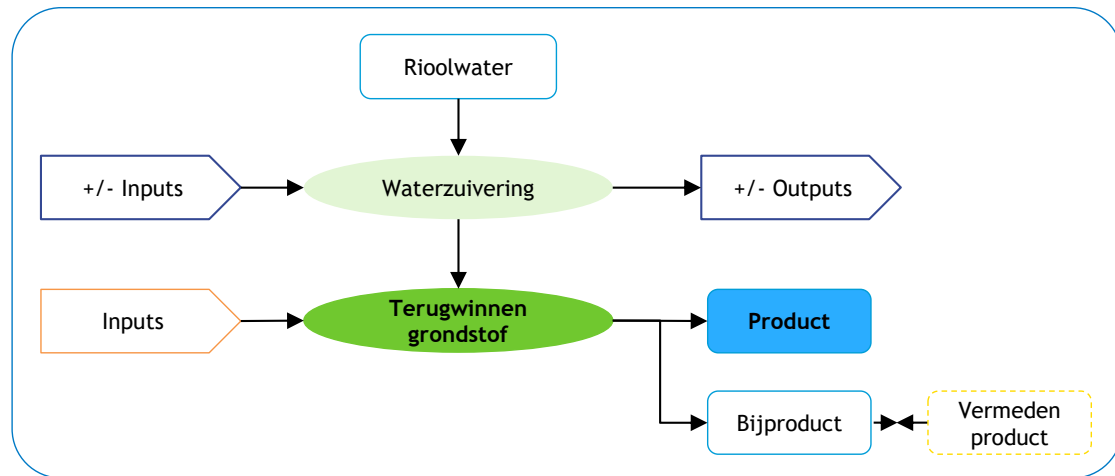 Rioolwater
+/- Inputs
Waterzuivering
+/- Outputs
Inputs
Terugwinnen
grondstof
Product
Bijproduct
Vermeden
product